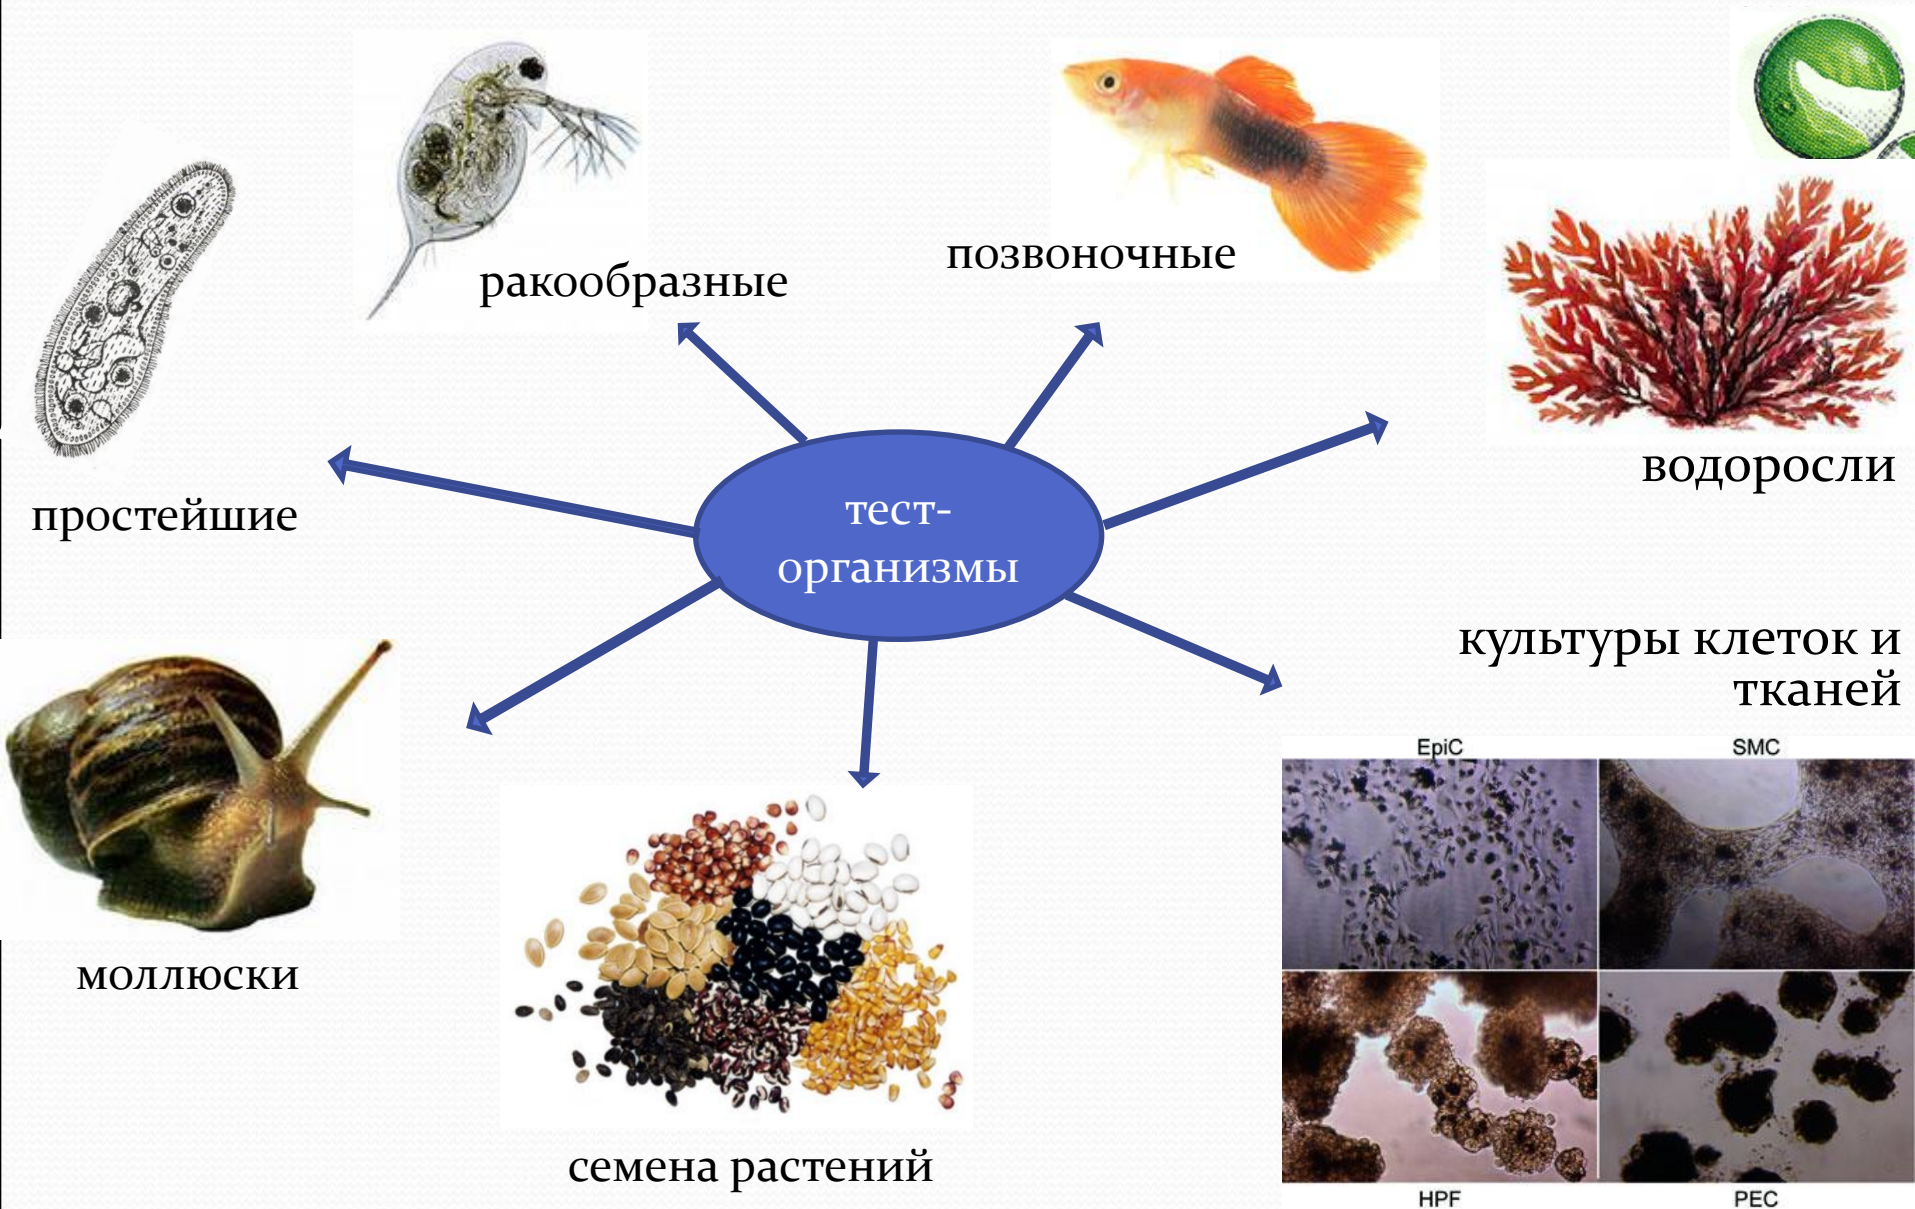 ракообразные
позвоночные
водоросли
простейшие
тест-
организмы
культуры клеток и
тканей
EpiC
SMC
моллюски
семена растений
HPF
PEC